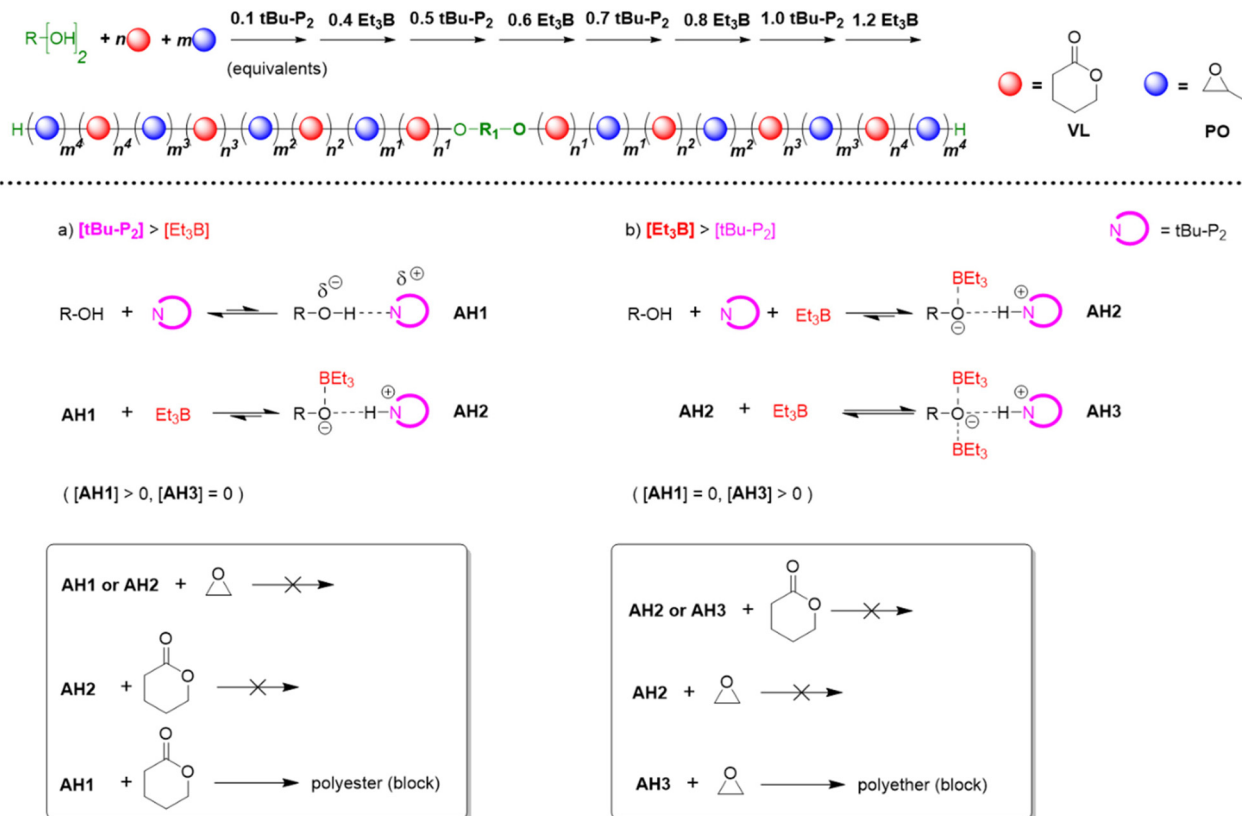 0.1 tBu-P2 0.4 Et3B 0.5 tBu-P2 0.6 Et3B 0.7 tBu-P2 0.8 Et3B 1.0 tBu-P2 1.2 Et3B
R-[OH]2 + n + m
(equivalents)
= VL = PO
O O O
H( )m4( )n4( )m3( )n3( )m2( )n2( )m1( )n1 O-R1-O ( )n1( )m1( )n2( )m2( )n3( )m3( )n4( )m4 H
a) [tBu-P2] > [Et3B]
R-OH + N ⇌ R-O-H---N AH1
δ⊖ δ⊕
AH1 + Et3B ⇌ R-O----H-N AH2
BEt3 ⊖ ⊕
( [AH1] > 0, [AH3] = 0 )
AH1 or AH2 + O
AH2 + O O
AH1 + O O polyester (block)
b) [Et3B] > [tBu-P2]
N = tBu-P2
R-OH + N + Et3B ⇌ R-O----H-N AH2
BEt3 ⊖ ⊕
AH2 + Et3B ⇌ R-O----H-N AH3
BEt3 ⊖ ⊕
BEt3
( [AH1] = 0, [AH3] > 0 )
AH2 or AH3 + O O
AH2 + O
AH3 + O polyether (block)